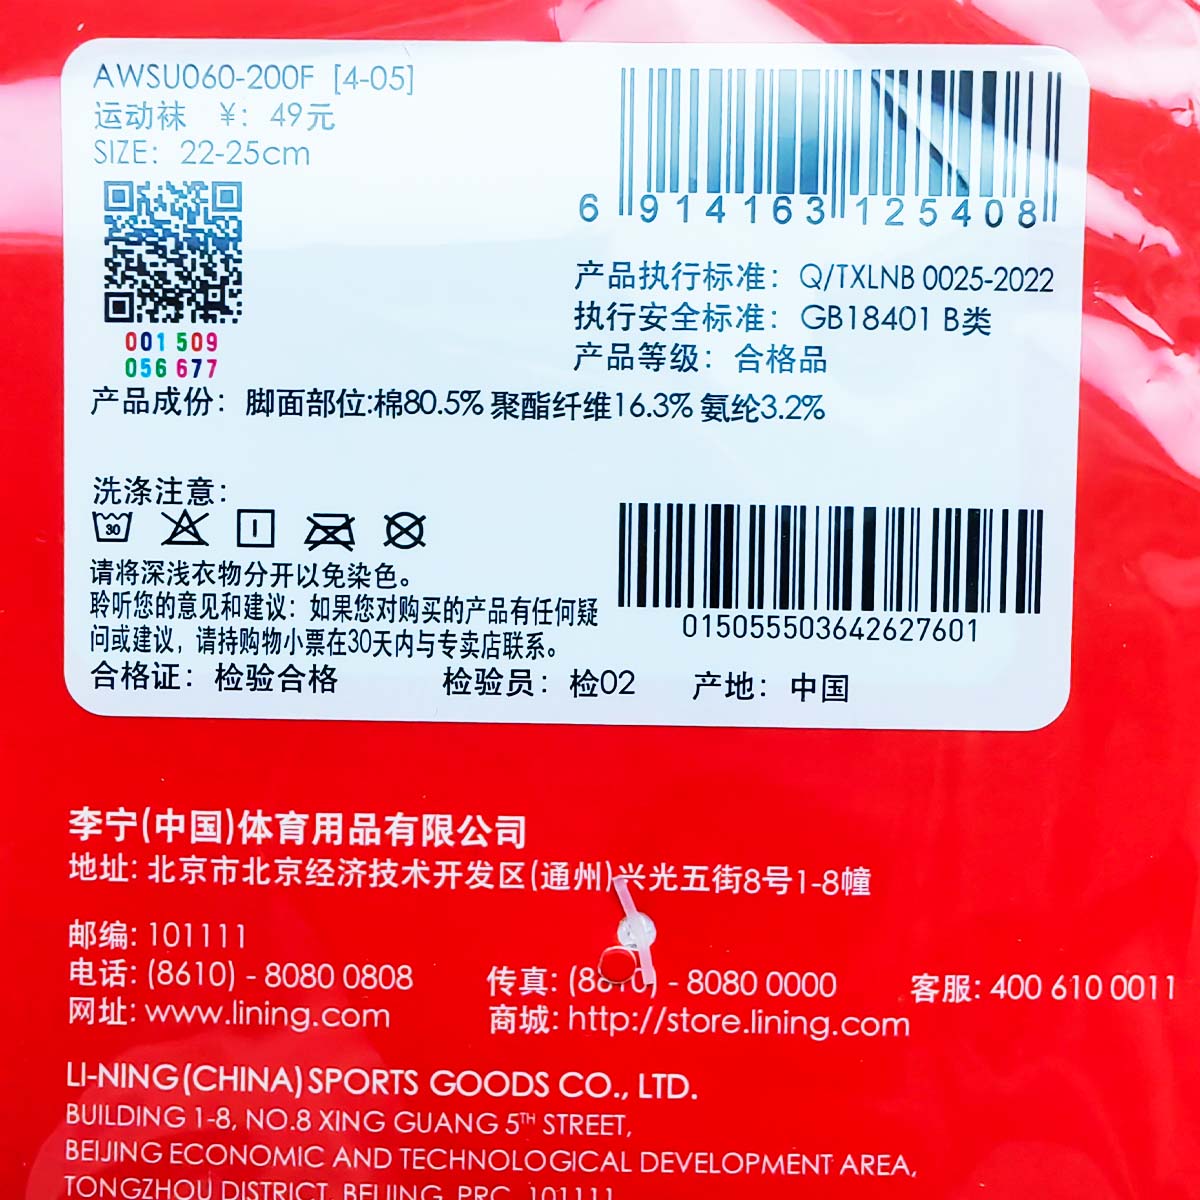 AWSU060-200F [4-05]
运动袜 ¥: 49元
SIZE: 22-25cm
6 914163 125408
001 509
056 677
产品执行标准: Q/TXLNB 0025-2022
执行安全标准: GB18401 B类
产品等级: 合格品
产品成份: 脚面部位:棉80.5% 聚酯纤维16.3% 氨纶3.2%
洗涤注意:
30
请将深浅衣物分开以免染色。
聆听您的意见和建议: 如果您对购买的产品有任何疑
问或建议, 请持购物小票在30天内与专卖店联系。
015055503642627601
合格证: 检验合格 检验员: 检02 产地: 中国
李宁(中国)体育用品有限公司
地址: 北京市北京经济技术开发区(通州)兴光五街8号1-8幢
邮编: 101111
电话: (8610) - 8080 0808 传真: (8610) - 8080 0000 客服: 400 610 0011
网址: www.lining.com 商城: http://store.lining.com
LI-NING(CHINA)SPORTS GOODS CO., LTD.
BUILDING 1-8, NO.8 XING GUANG 5TH STREET,
BEIJING ECONOMIC AND TECHNOLOGICAL DEVELOPMENT AREA,
TONGZHOU DISTRICT, BEIJING, PRC, 101111